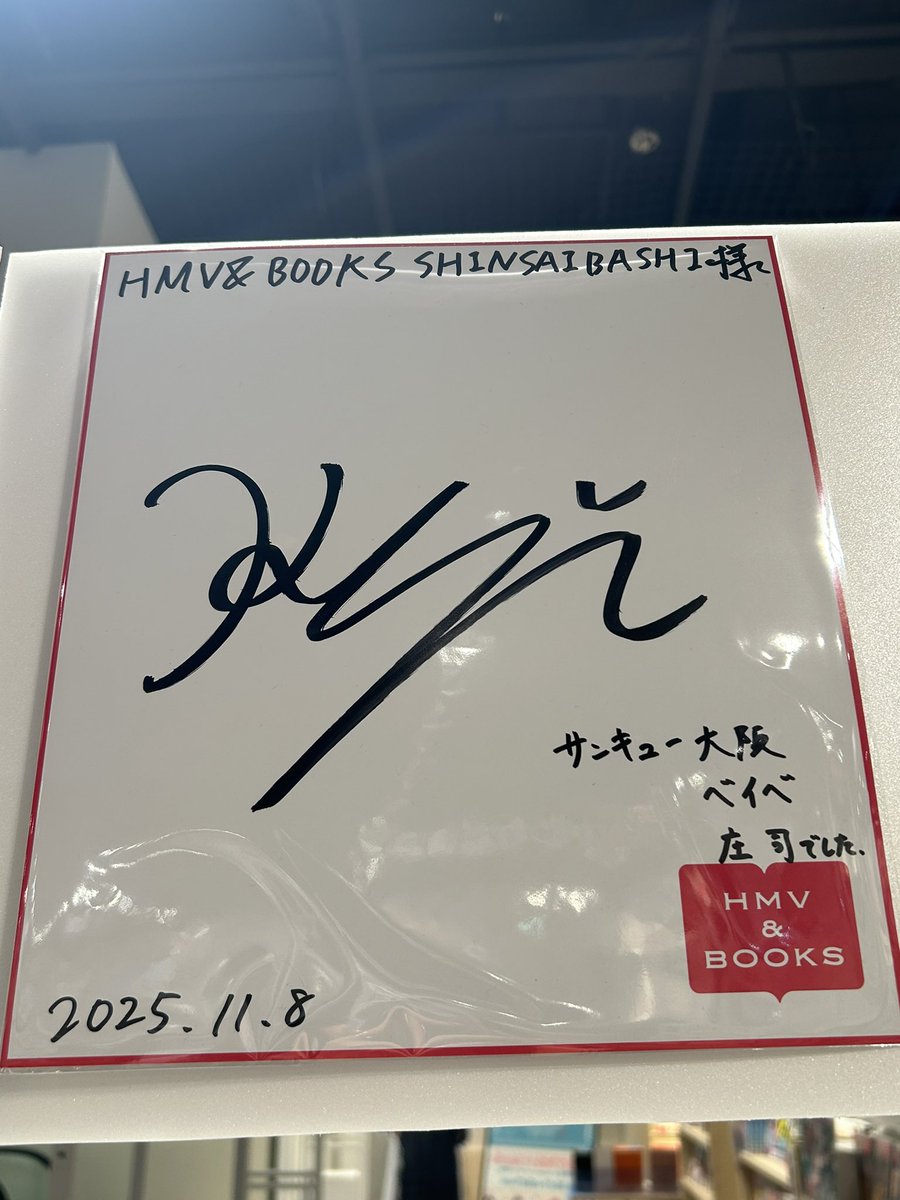 HMV& BOOKS SHINSAIBASHI様
サンキュー大阪
ベイベ
庄司でした.
HMV
&
BOOKS
2025.11.8